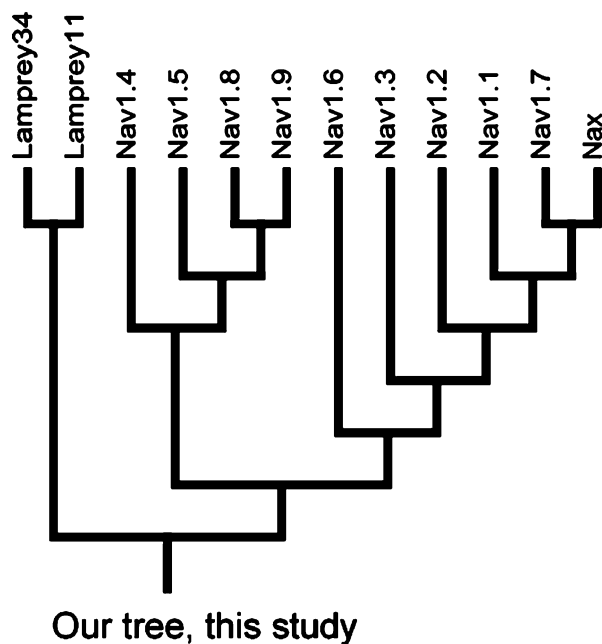 Lamprey34
Lamprey11
Nav1.4
Nav1.5
Nav1.8
Nav1.9
Nav1.6
Nav1.3
Nav1.2
Nav1.1
Nav1.7
Nax
Our tree, this study